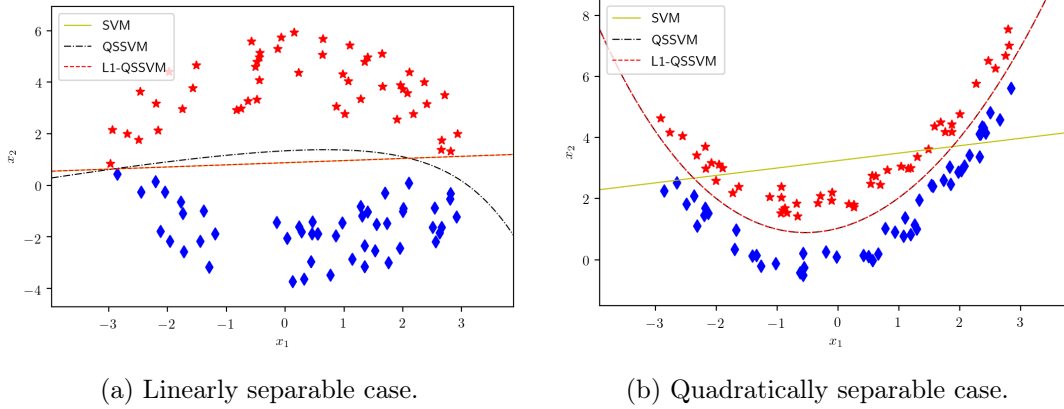 SVM
QSSVM
L1-QSSVM
6
4
2
0
−2
−4
x2
−3
−2
−1
0
1
2
3
x1
(a) Linearly separable case.
SVM
QSSVM
L1-QSSVM
8
6
4
2
0
x2
−3
−2
−1
0
1
2
3
x1
(b) Quadratically separable case.